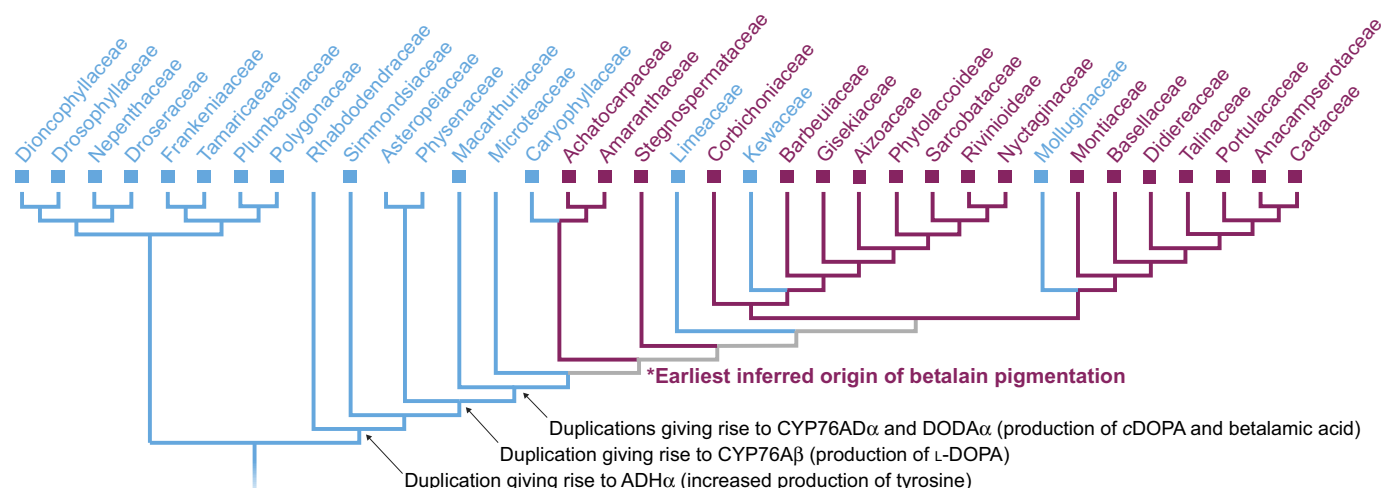 Dioncophyllaceae
Drosophyllaceae
Nepenthaceae
Droseraceae
Frankeniaaceae
Tamaricaceae
Plumbaginaceae
Polygonaceae
Rhabdodendraceae
Simmondsiaceae
Asteropeiaceae
Physenaceae
Macarthuriaceae
Microteaceae
Caryophyllaceae
Achatocarpaceae
Amaranthaceae
Stegnospermataceae
Limeaceae
Corbichoniaceae
Kewaceae
Barbeuiaceae
Gisekiaceae
Aizoaceae
Phytolaccoideae
Sarcobataceae
Rivinioideae
Nyctaginaceae
Molluginaceae
Montiaceae
Basellaceae
Didiereaceae
Talinaceae
Portulacaceae
Anacampserotaceae
Cactaceae
*Earliest inferred origin of betalain pigmentation
Duplications giving rise to CYP76ADα and DODAα (production of cDOPA and betalamic acid)
Duplication giving rise to CYP76Aβ (production of L-DOPA)
Duplication giving rise to ADHα (increased production of tyrosine)